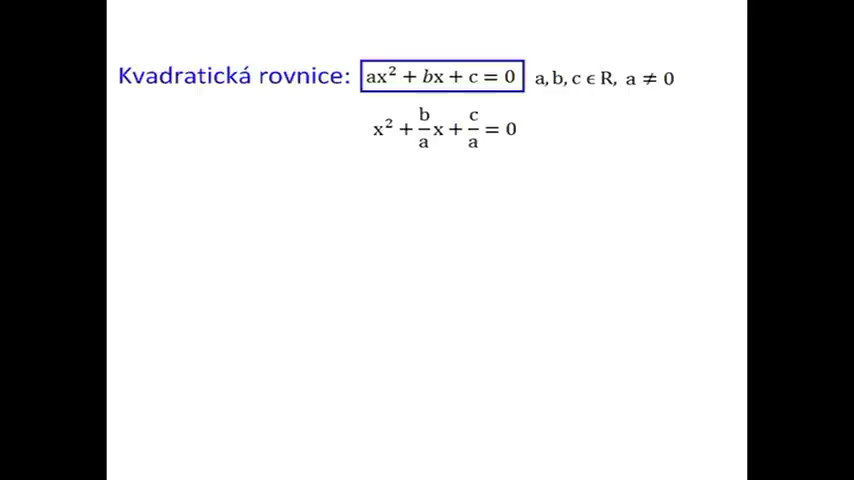 Kvadratická rovnice: ax² + bx + c = 0 a, b, c ϵ R, a ≠ 0
x² + b/a x + c/a = 0